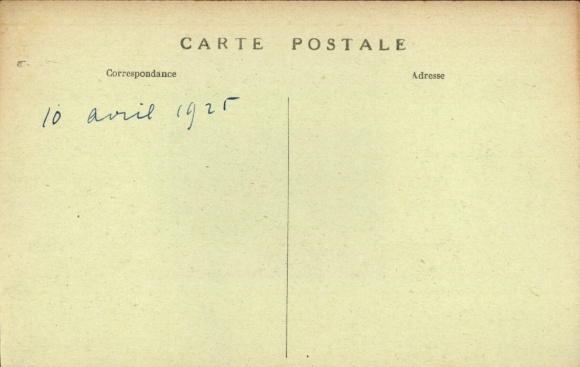 CARTE POSTALE
Correspondance
Adresse
10 avril 1925